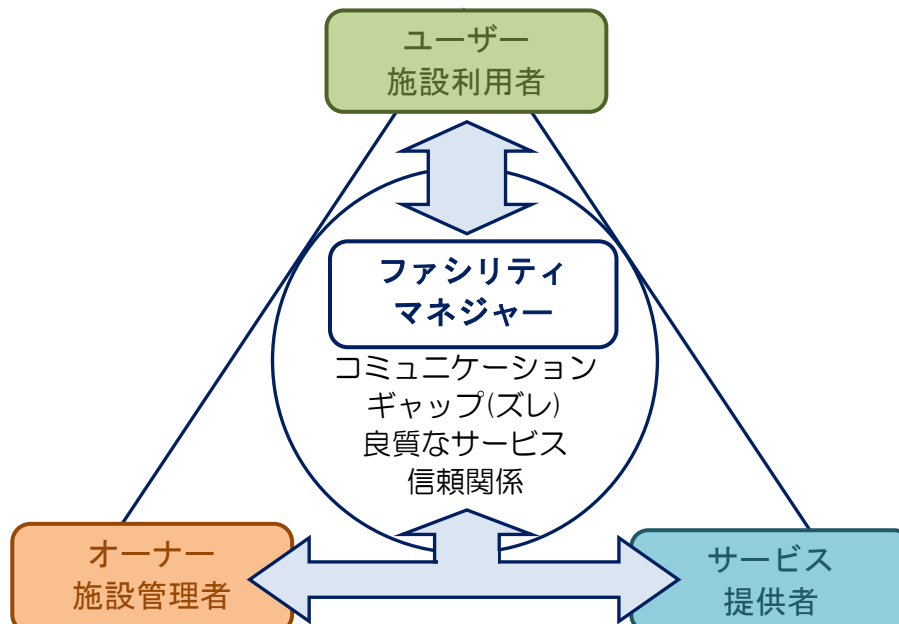 ユーザー
施設利用者
ファシリティ
マネジャー
コミュニケーション
ギャップ(ズレ)
良質なサービス
信頼関係
オーナー
施設管理者
サービス
提供者